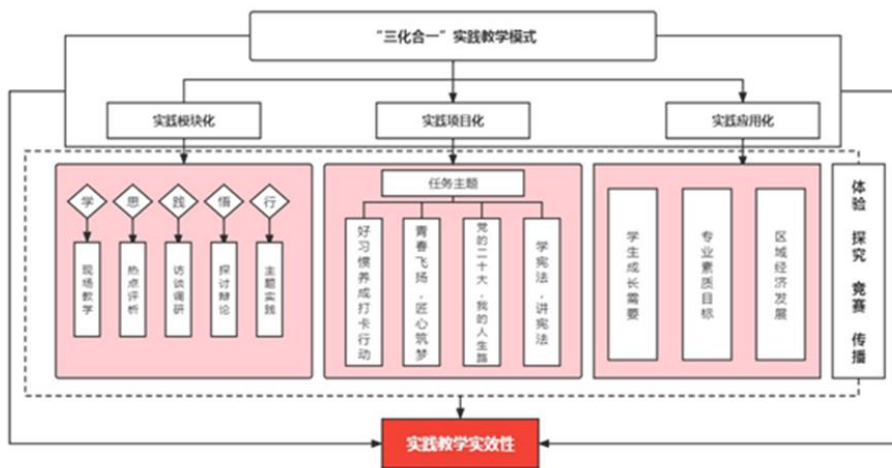 “三化合一”实践教学模式
实践模块化
实践项目化
实践应用化
学
思
践
悟
行
现场教学
热点评析
访谈调研
探讨辩论
主题实践
任务主题
好习惯养成打卡行动
青春飞扬，匠心筑梦
党的二十大，我的人生路
学宪法，讲宪法
学生成长需要
专业素质目标
区域经济发展
体验 探究 竞赛 传播
实践教学实效性